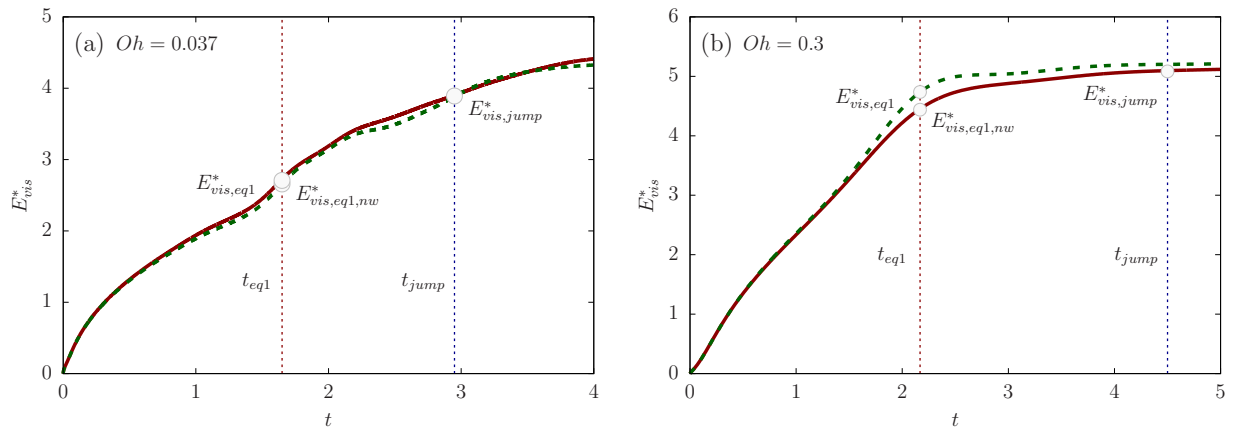 (a) Oh = 0.037
5
4
3
2
1
0
E*vis
E*vis,eq1
E*vis,eq1,nw
E*vis,jump
teq1
tjump
0 1 2 3 4
t
(b) Oh = 0.3
6
5
4
3
2
1
0
E*vis
E*vis,eq1
E*vis,eq1,nw
E*vis,jump
teq1
tjump
0 1 2 3 4 5
t